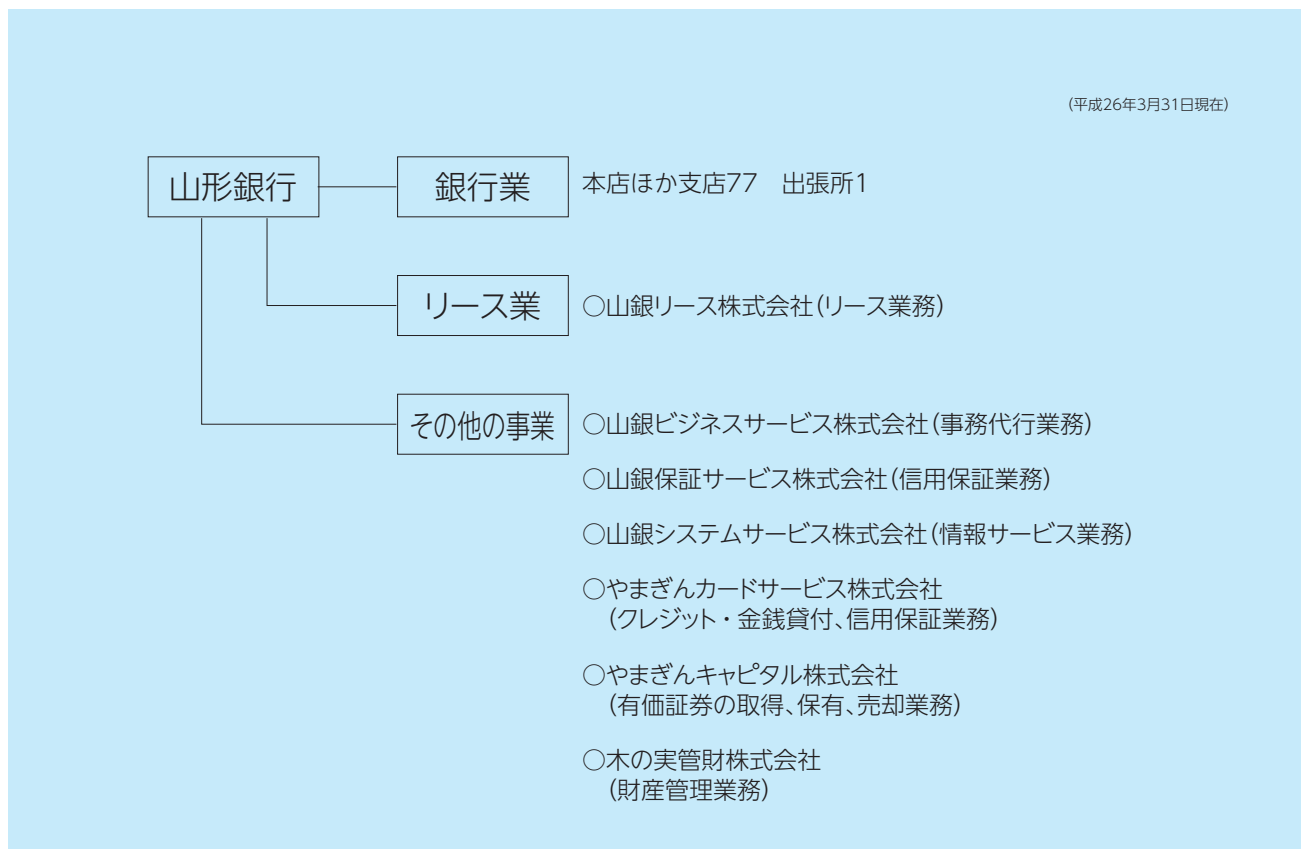 (平成26年3月31日現在)
山形銀行
銀行業
本店ほか支店77　出張所1
リース業
○山銀リース株式会社(リース業務)
その他の事業
○山銀ビジネスサービス株式会社(事務代行業務)
○山銀保証サービス株式会社(信用保証業務)
○山銀システムサービス株式会社(情報サービス業務)
○やまぎんカードサービス株式会社
(クレジット・金銭貸付、信用保証業務)
○やまぎんキャピタル株式会社
(有価証券の取得、保有、売却業務)
○木の実管財株式会社
(財産管理業務)